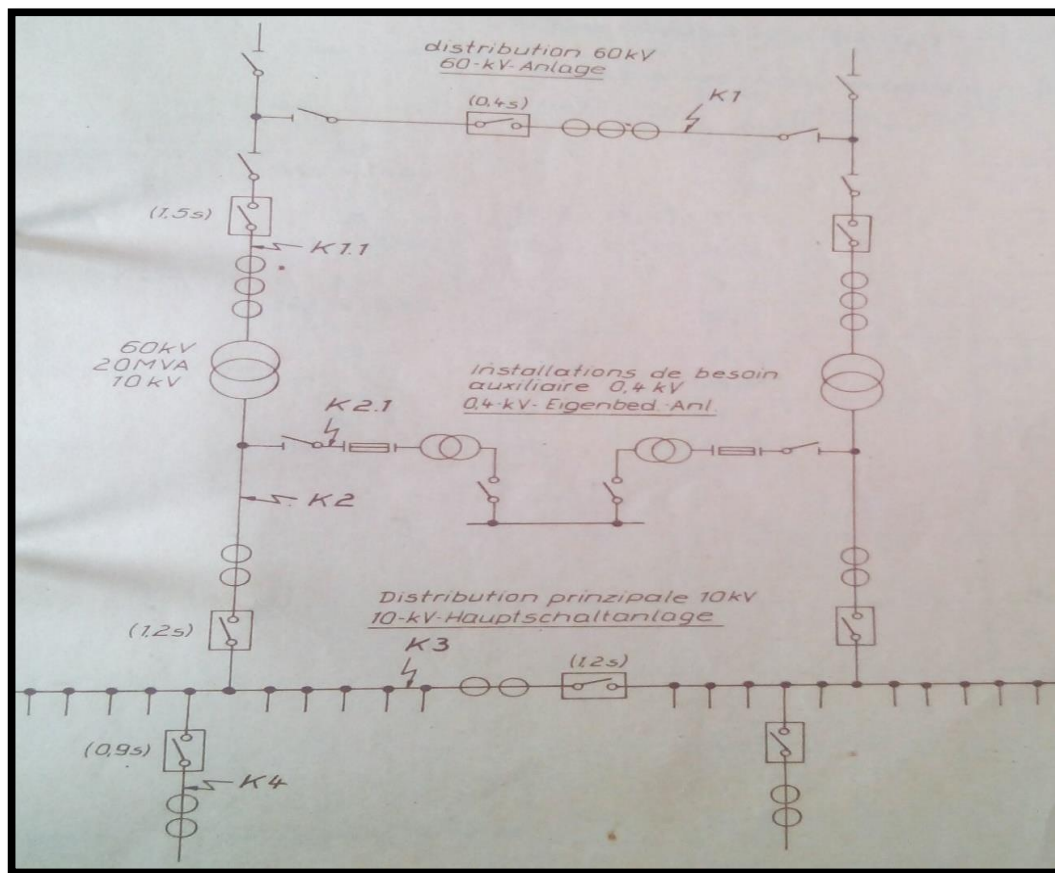 distribution 60kV
60-kV-Anlage
(0,4s)
K1
(1,5s)
K1.1
60kV
20MVA
10kV
Installations de besoin
auxiliaire 0,4 kV
0,4-kV-Eigenbed.-Anl.
K2.1
K2
Distribution prinzipale 10kV
10-kV-Hauptschaltanlage
(1,2s)
K3
(1,2s)
(0,9s)
K4